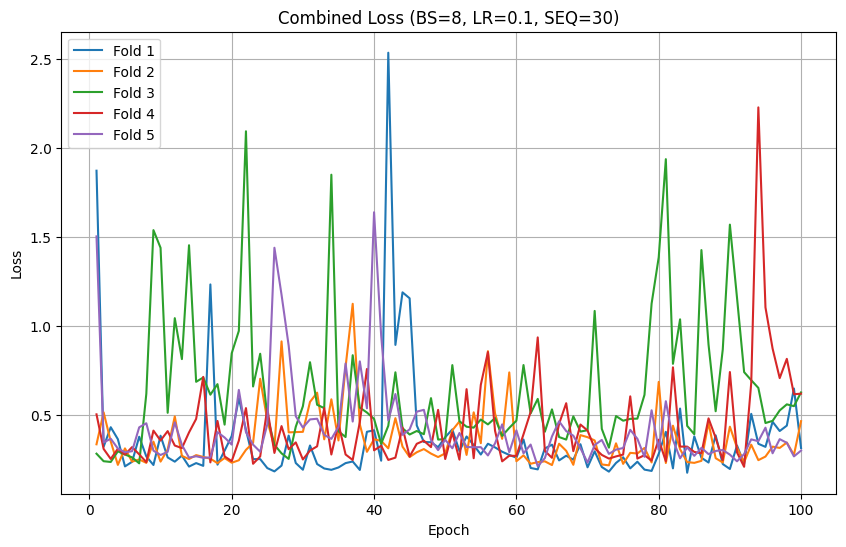 Combined Loss (BS=8, LR=0.1, SEQ=30)
Fold 1
Fold 2
Fold 3
Fold 4
Fold 5
Loss
2.5
2.0
1.5
1.0
0.5
0 20 40 60 80 100
Epoch